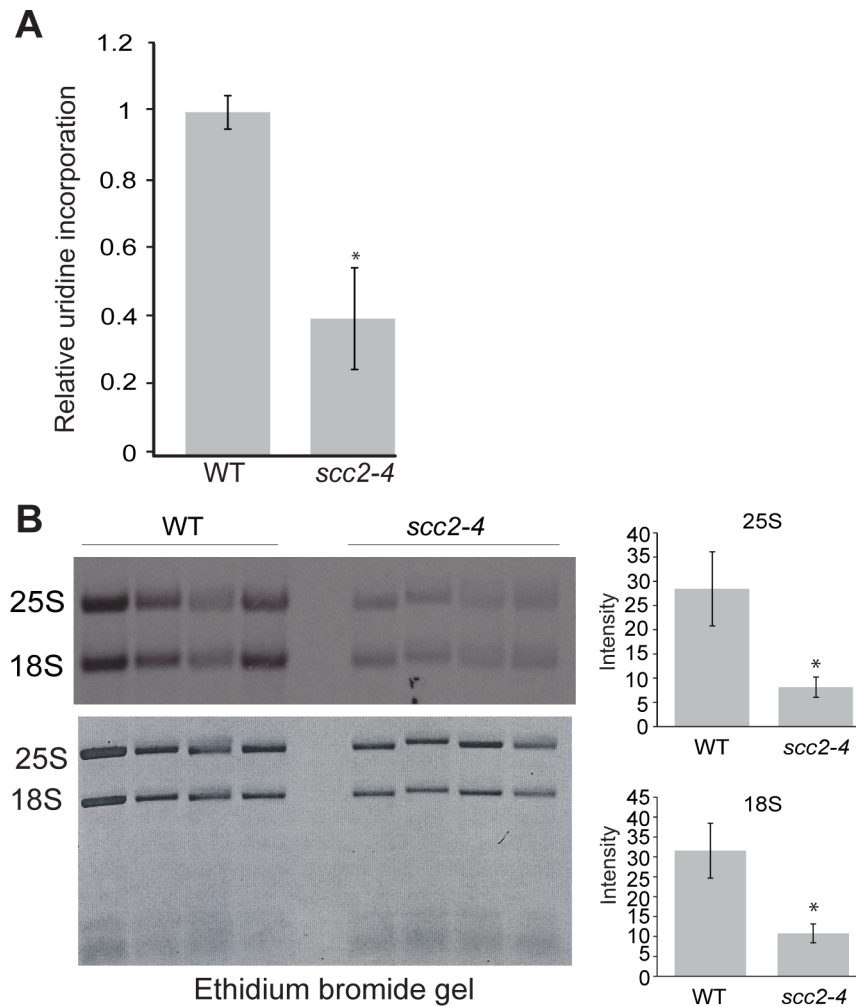 A
Relative uridine incorporation
1.2
1
0.8
0.6
0.4
0.2
0
*
WT
scc2-4
B
WT
scc2-4
25S
18S
25S
18S
Ethidium bromide gel
25S
Intensity
40
35
30
25
20
15
10
5
0
*
WT
scc2-4
18S
Intensity
45
40
35
30
25
20
15
10
5
0
*
WT
scc2-4